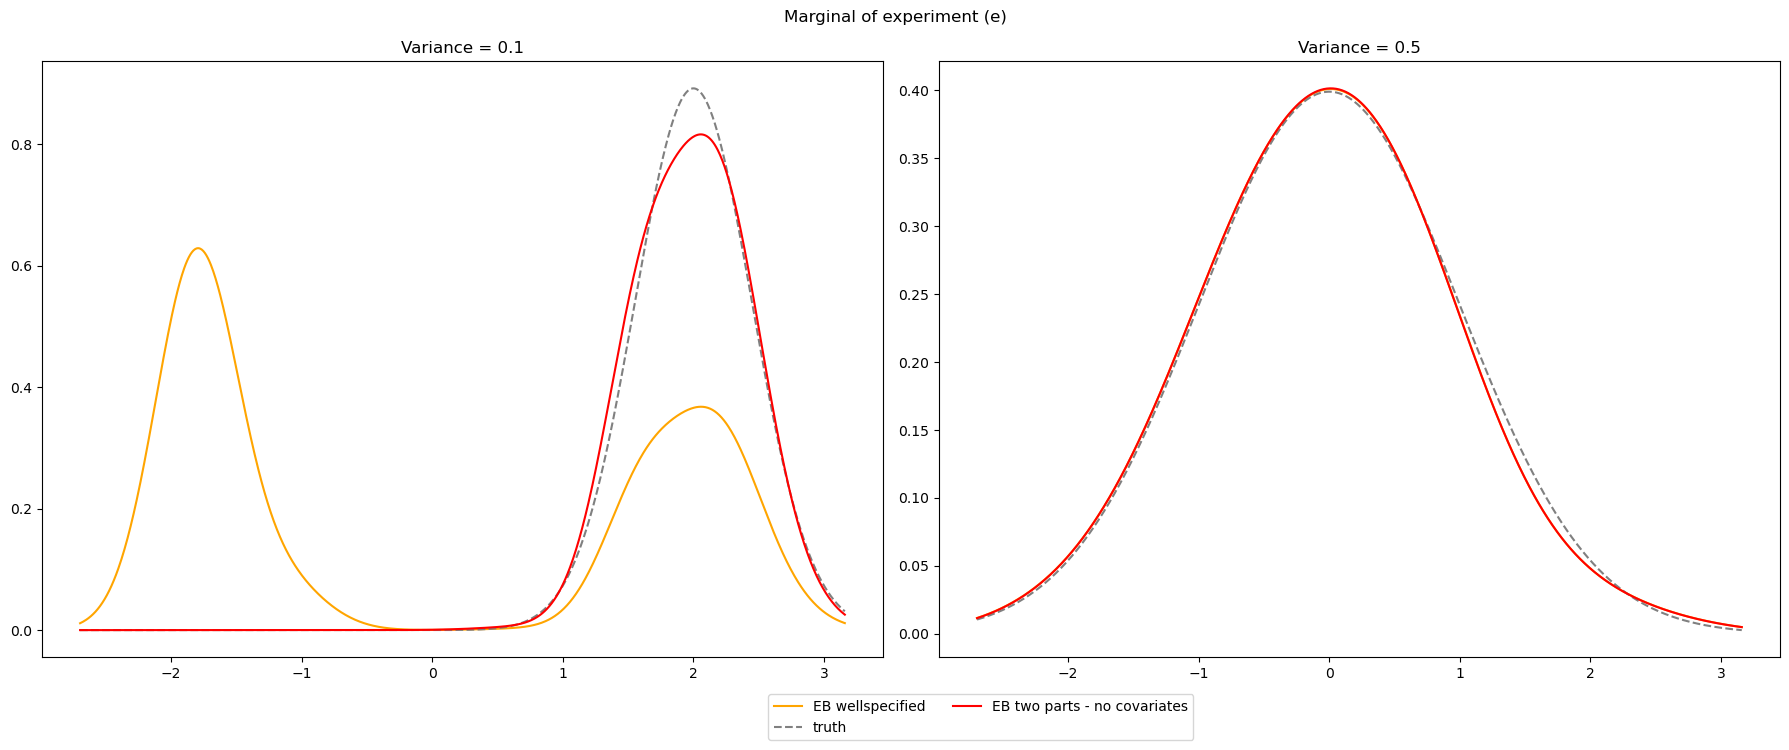 Marginal of experiment (e)
Variance = 0.1
0.8
0.6
0.4
0.2
0.0
−2 −1 0 1 2 3
Variance = 0.5
0.40
0.35
0.30
0.25
0.20
0.15
0.10
0.05
0.00
−2 −1 0 1 2 3
EB wellspecified EB two parts - no covariates
truth